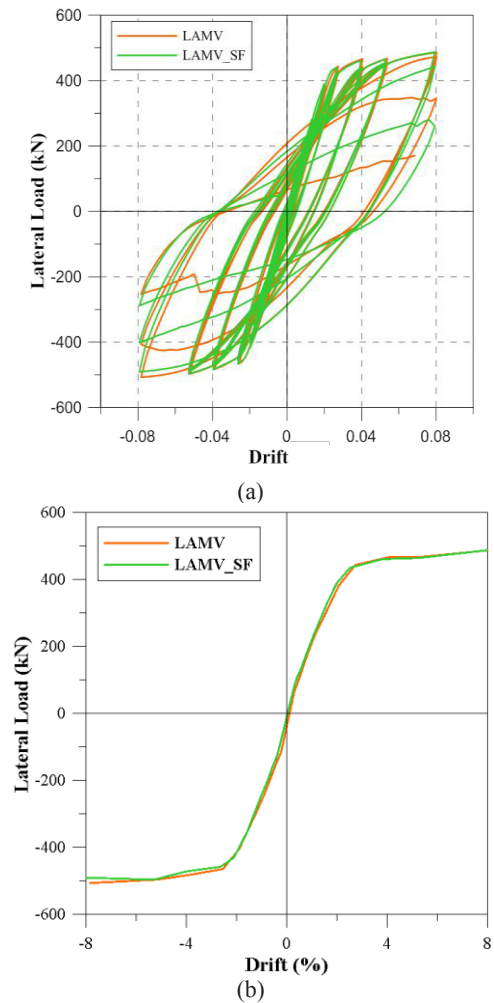 600
LAMV
LAMV_SF
400
200
0
-200
-400
-600
Lateral Load (kN)
-0.08 -0.04 0 0.04 0.08
Drift
(a)
600
LAMV
LAMV_SF
400
200
0
-200
-400
-600
Lateral Load (kN)
-8 -4 0 4 8
Drift (%)
(b)